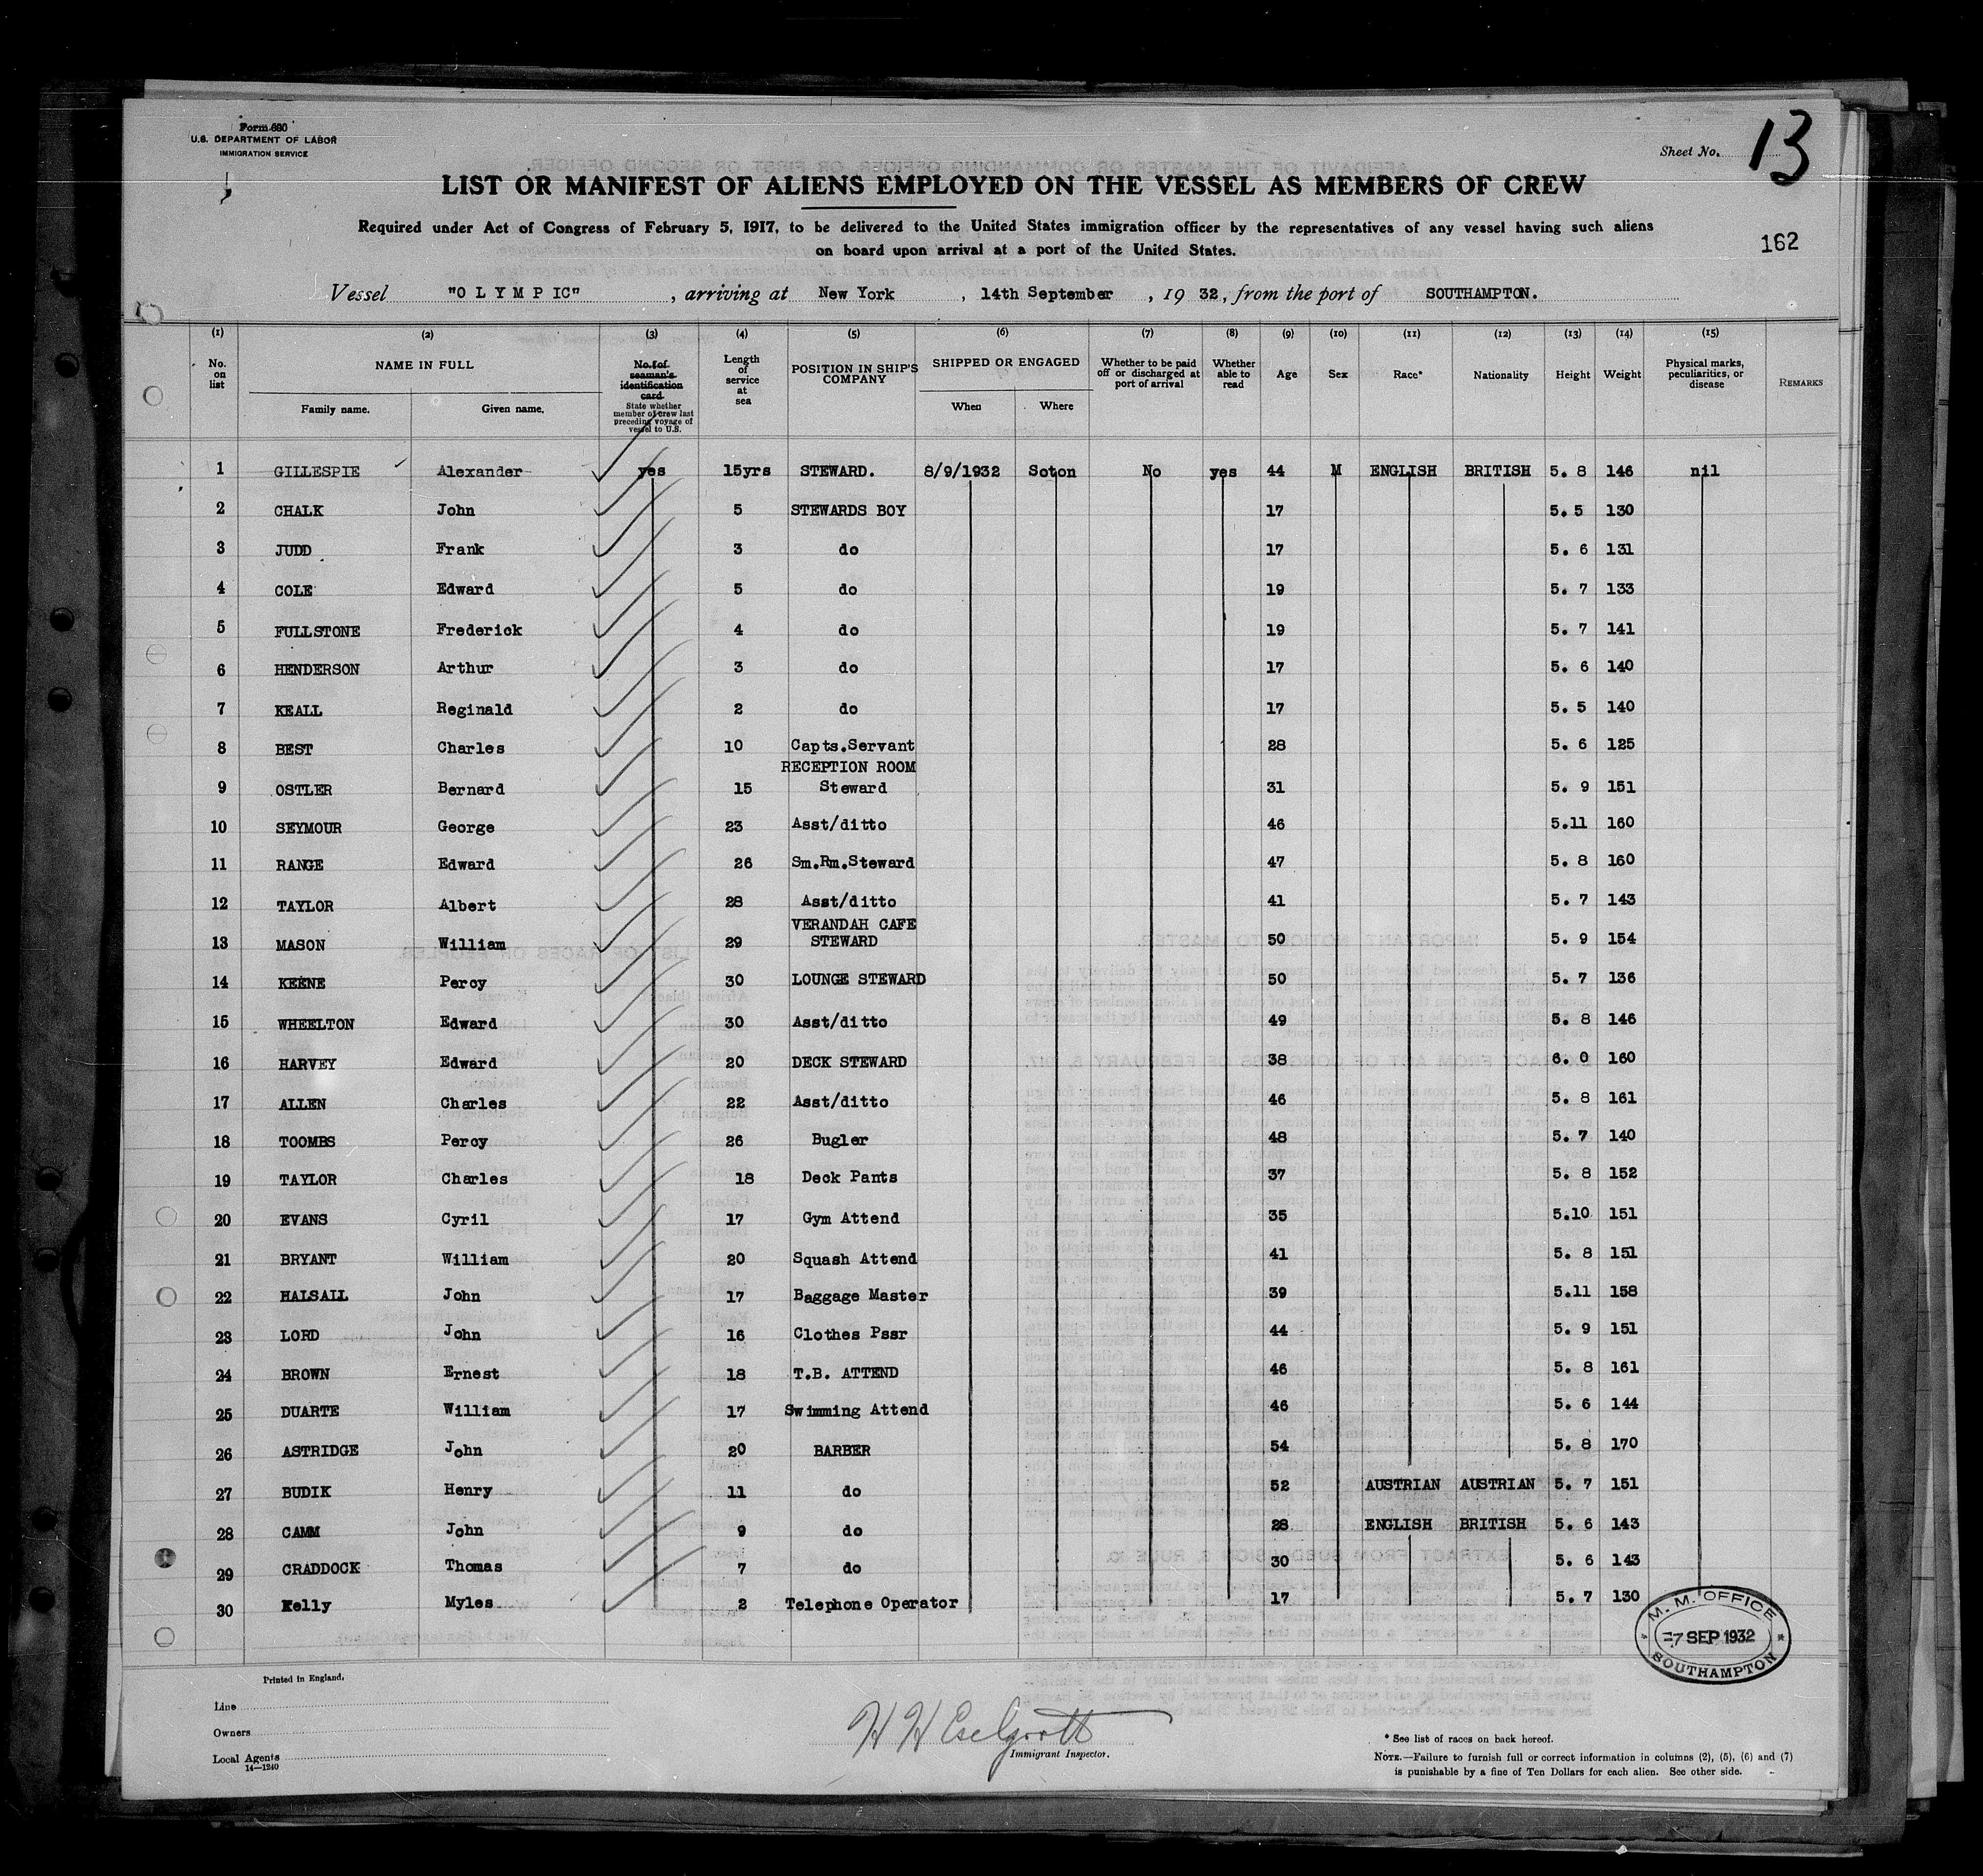 Form 680
U.S. DEPARTMENT OF LABOR
IMMIGRATION SERVICE
Sheet No. 13
LIST OR MANIFEST OF ALIENS EMPLOYED ON THE VESSEL AS MEMBERS OF CREW
Required under Act of Congress of February 5, 1917, to be delivered to the United States immigration officer by the representatives of any vessel having such aliens
on board upon arrival at a port of the United States.
162
Vessel "O L Y M P IC", arriving at New York, 14th September, 19 32, from the port of SOUTHAMPTON.
(1) (2) (3) (4) (5) (6) (7) (8) (9) (10) (11) (12) (13) (14) (15)
No. on list
NAME IN FULL
Family name. Given name.
No. of seaman's identification card
State whether member of crew last preceding voyage of vessel to U.S.
Length of service at sea
POSITION IN SHIP'S COMPANY
SHIPPED OR ENGAGED
When Where
Whether to be paid off or discharged at port of arrival
Whether able to read
Age
Sex
Race*
Nationality
Height
Weight
Physical marks, peculiarities, or disease
REMARKS
1 GILLESPIE Alexander yes 15yrs STEWARD. 8/9/1932 Soton No yes 44 M ENGLISH BRITISH 5. 8 146 nil
2 CHALK John 5 STEWARDS BOY 17 5. 5 130
3 JUDD Frank 3 do 17 5. 6 131
4 COLE Edward 5 do 19 5. 7 133
5 FULLSTONE Frederick 4 do 19 5. 7 141
6 HENDERSON Arthur 3 do 17 5. 6 140
7 KEALL Reginald 2 do 17 5. 5 140
8 BEST Charles 10 Capts.Servant 28 5. 6 125
RECEPTION ROOM
9 OSTLER Bernard 15 Steward 31 5. 9 151
10 SEYMOUR George 23 Asst/ditto 46 5.11 160
11 RANGE Edward 26 Sm.Rm.Steward 47 5. 8 160
12 TAYLOR Albert 28 Asst/ditto 41 5. 7 143
VERANDAH CAFE
13 MASON William 29 STEWARD 50 5. 9 154
14 KEENE Percy 30 LOUNGE STEWARD 50 5. 7 136
15 WHEELTON Edward 30 Asst/ditto 49 5. 8 146
16 HARVEY Edward 20 DECK STEWARD 38 6. 0 160
17 ALLEN Charles 22 Asst/ditto 46 5. 8 161
18 TOOMBS Percy 26 Bugler 48 5. 7 140
19 TAYLOR Charles 18 Deck Pants 37 5. 8 152
20 EVANS Cyril 17 Gym Attend 35 5.10 151
21 BRYANT William 20 Squash Attend 41 5. 8 151
22 HALSALL John 17 Baggage Master 39 5.11 158
23 LORD John 16 Clothes Pssr 44 5. 9 151
24 BROWN Ernest 18 T.B. ATTEND 46 5. 8 161
25 DUARTE William 17 Swimming Attend 46 5. 6 144
26 ASTRIDGE John 20 BARBER 54 5. 8 170
27 BUDIK Henry 11 do 52 AUSTRIAN AUSTRIAN 5. 7 151
28 CAMM John 9 do 28 ENGLISH BRITISH 5. 6 143
29 CRADDOCK Thomas 7 do 30 5. 6 143
30 Kelly Myles 2 Telephone Operator 17 5. 7 130
M. M. OFFICE
-7 SEP 1932
SOUTHAMPTON
Printed in England.
Line
Owners
Local Agents
14—1240
H H
Immigrant Inspector.
* See list of races on back hereof.
NOTE.—Failure to furnish full or correct information in columns (2), (5), (6) and (7)
is punishable by a fine of Ten Dollars for each alien. See other side.